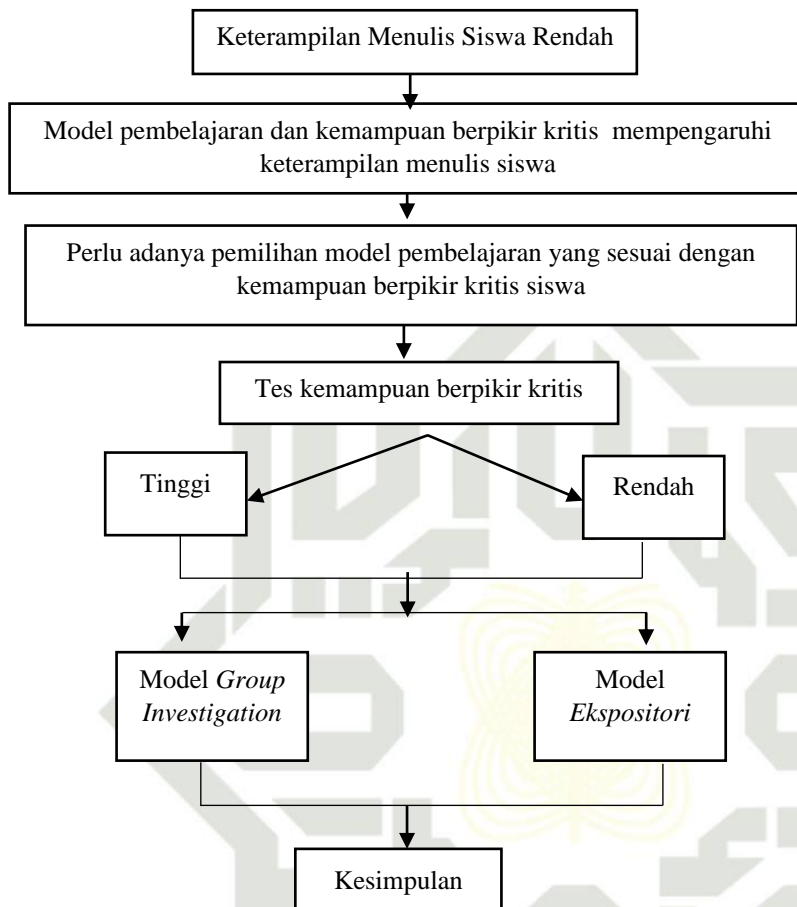 Keterampilan Menulis Siswa Rendah
Model pembelajaran dan kemampuan berpikir kritis  mempengaruhi
keterampilan menulis siswa
Perlu adanya pemilihan model pembelajaran yang sesuai dengan
kemampuan berpikir kritis siswa
Tes kemampuan berpikir kritis
Tinggi
Rendah
Model Group
Investigation
Model
Ekspositori
Kesimpulan